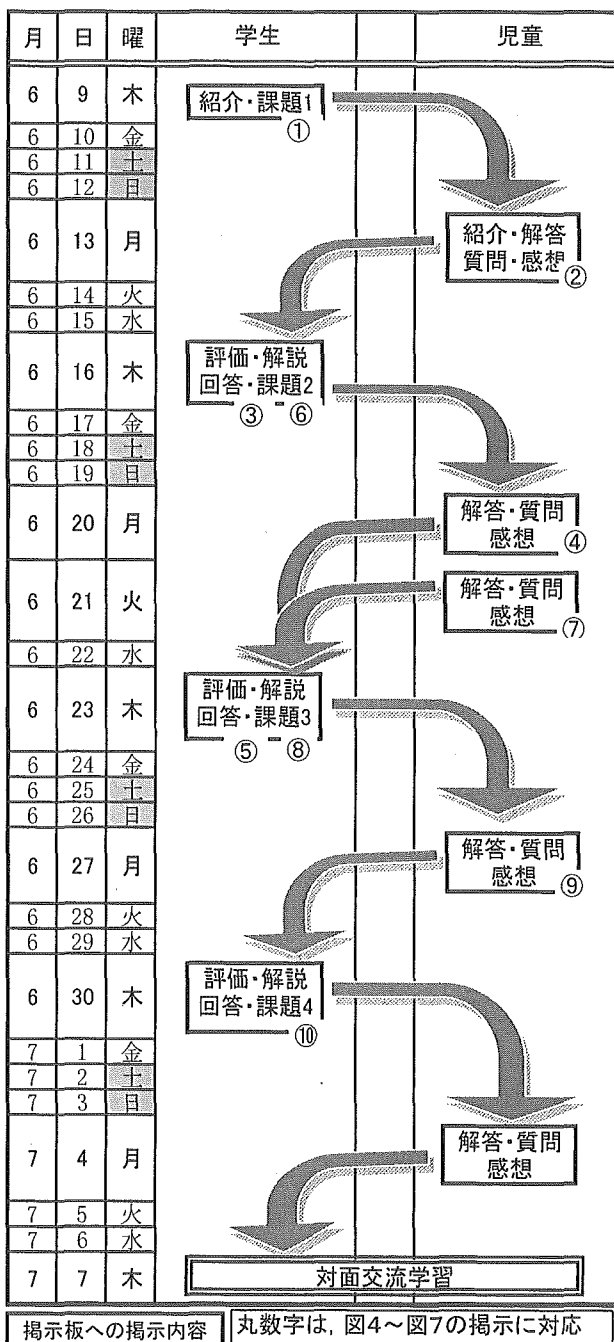 月 日 曜 学生 児童
6 9 木 紹介・課題1
①
6 10 金
6 11 土
6 12 日
6 13 月 紹介・解答
質問・感想 ②
6 14 火
6 15 水
6 16 木 評価・解説
回答・課題2
③ ⑥
6 17 金
6 18 土
6 19 日
6 20 月 解答・質問
感想 ④
6 21 火 解答・質問
感想 ⑦
6 22 水
6 23 木 評価・解説
回答・課題3
⑤ ⑧
6 24 金
6 25 土
6 26 日
6 27 月 解答・質問
感想 ⑨
6 28 火
6 29 水
6 30 木 評価・解説
回答・課題4
⑩
7 1 金
7 2 土
7 3 日
7 4 月 解答・質問
感想
7 5 火
7 6 水
7 7 木 対面交流学習
掲示板への掲示内容 丸数字は,図4~図7の掲示に対応